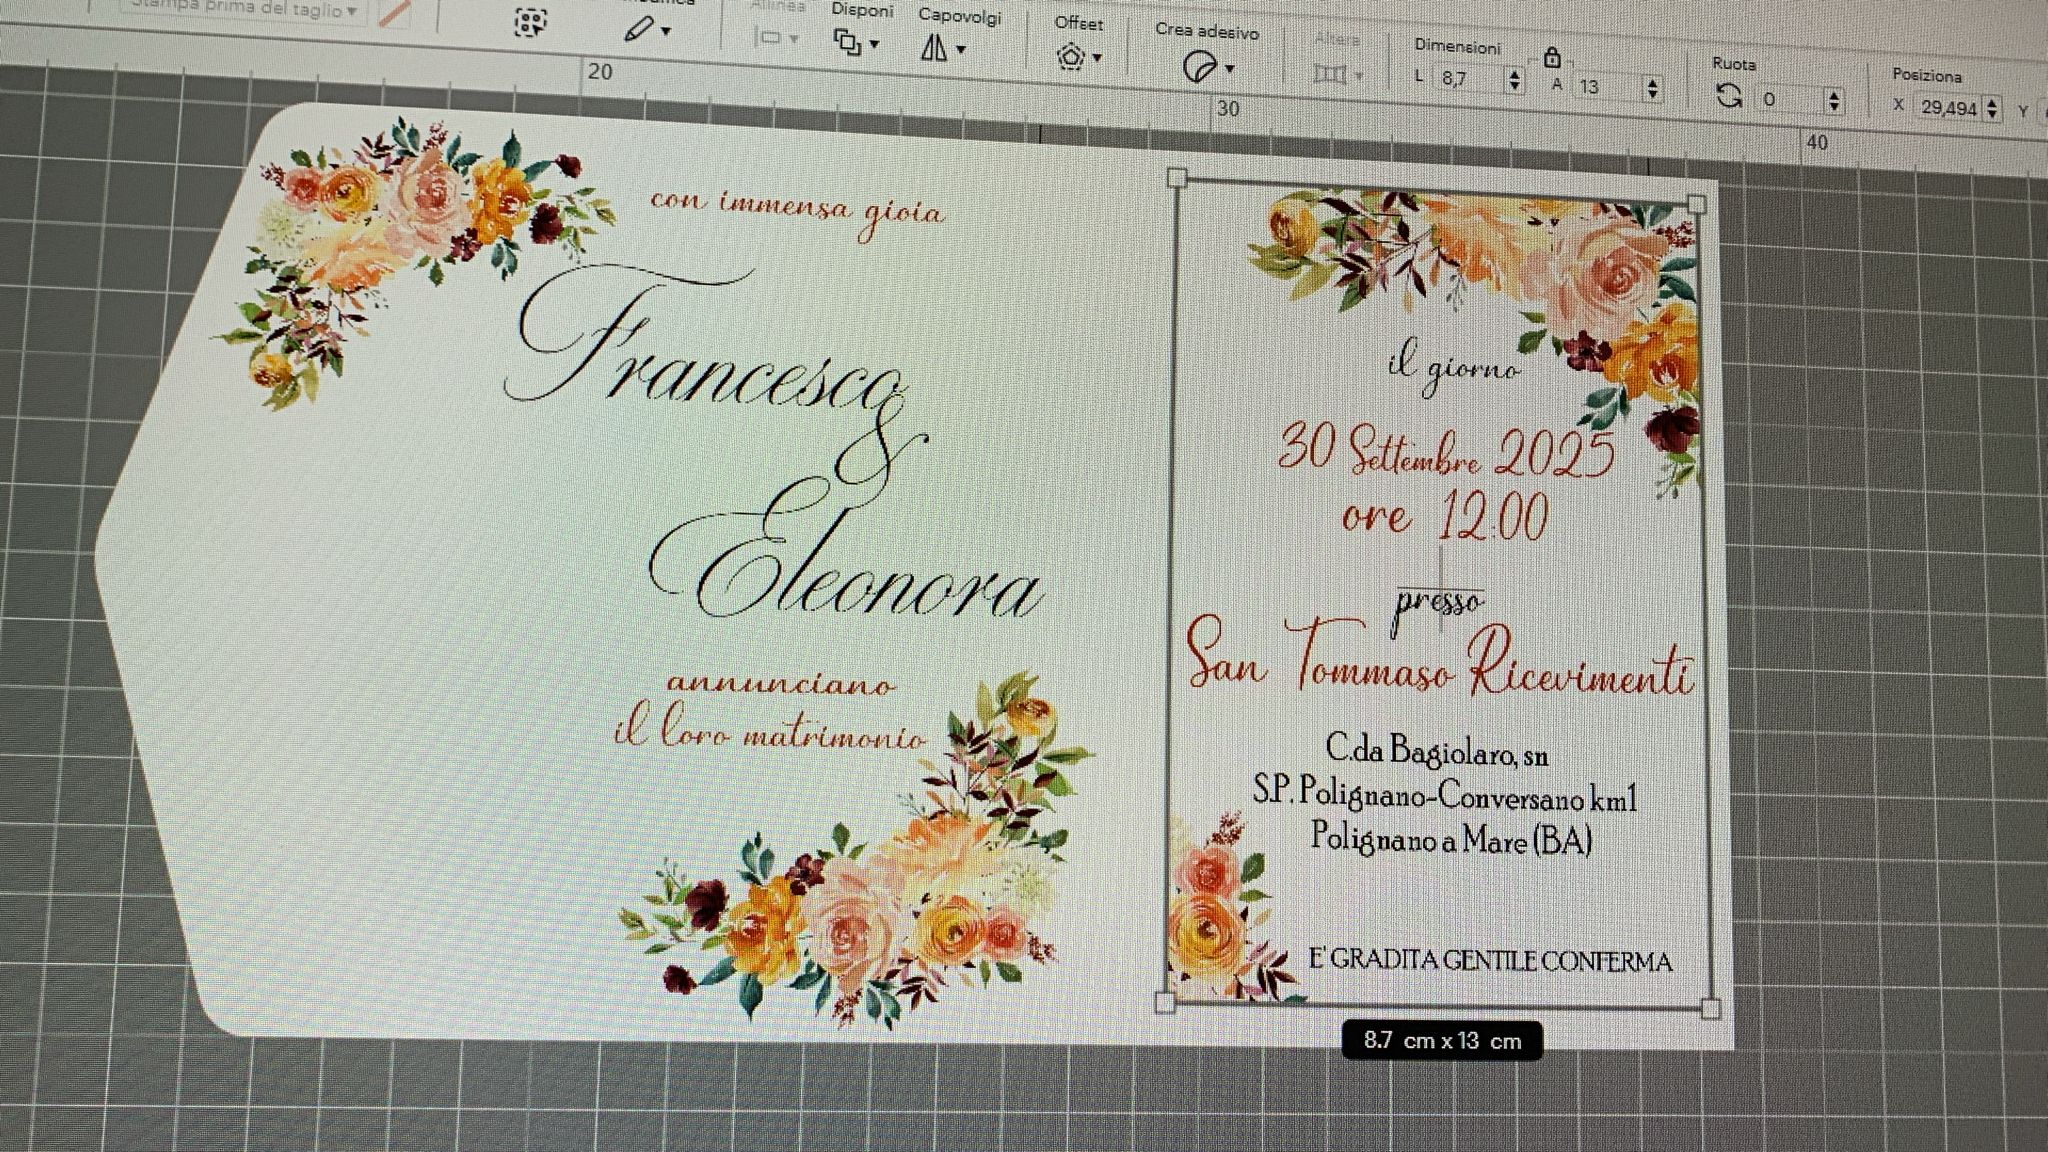 Stampa prima del taglio
Allinea
Disponi
Capovolgi
Offset
Crea adesivo
Altera
Dimensioni
L 8,7
A 13
Ruota
0
Posiziona
X 29,494
Y
20
30
40
con immensa gioia
Francesco
&
Eleonora
annunciano
il loro matrimonio
il giorno
30 Settembre 2025
ore 12.00
presso
San Tommaso Ricevimenti
C.da Bagiolaro, sn
S.P. Polignano-Conversano km1
Polignano a Mare (BA)
E' GRADITA GENTILE CONFERMA
8.7 cm x 13 cm